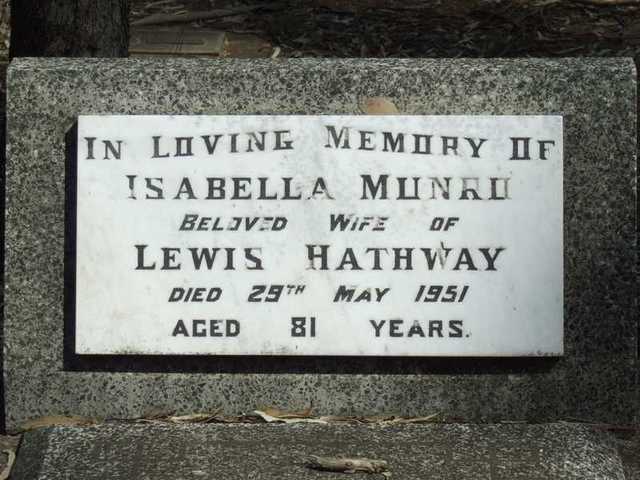 IN LOVING MEMORY OF
ISABELLA MUNRO
BELOVED WIFE OF
LEWIS HATHWAY
DIED 29TH MAY 1951
AGED 81 YEARS.